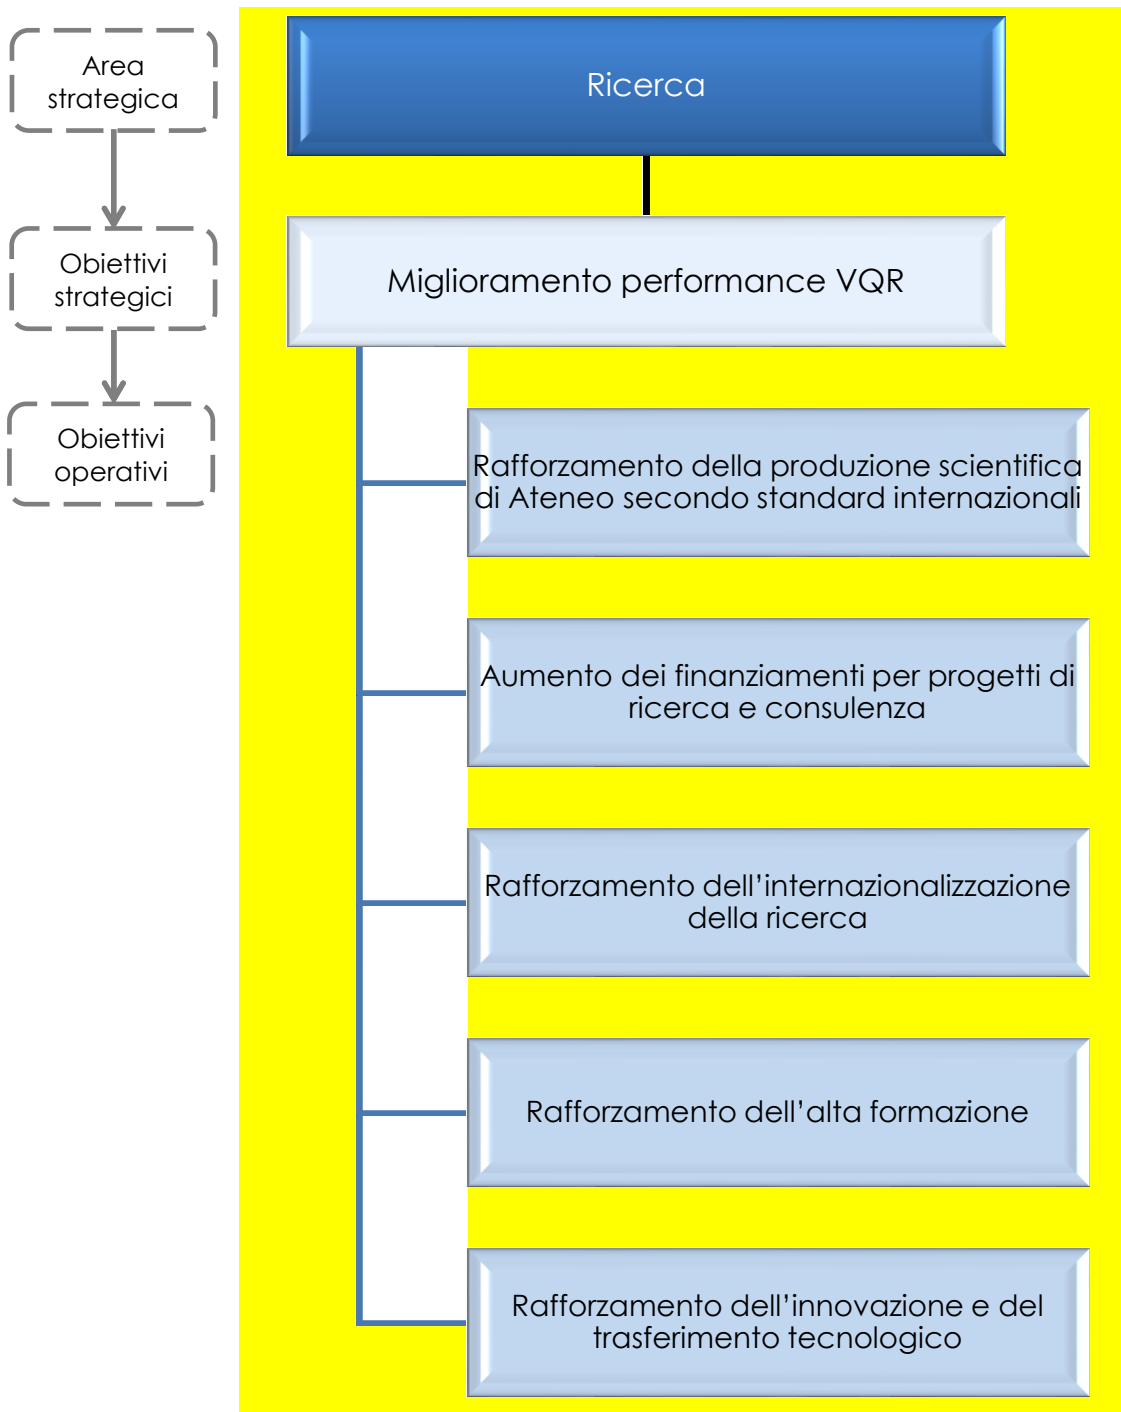 Area
strategica
Ricerca
Obiettivi
strategici
Miglioramento performance VQR
Obiettivi
operativi
Rafforzamento della produzione scientifica
di Ateneo secondo standard internazionali
Aumento dei finanziamenti per progetti di
ricerca e consulenza
Rafforzamento dell’internazionalizzazione
della ricerca
Rafforzamento dell’alta formazione
Rafforzamento dell’innovazione e del
trasferimento tecnologico